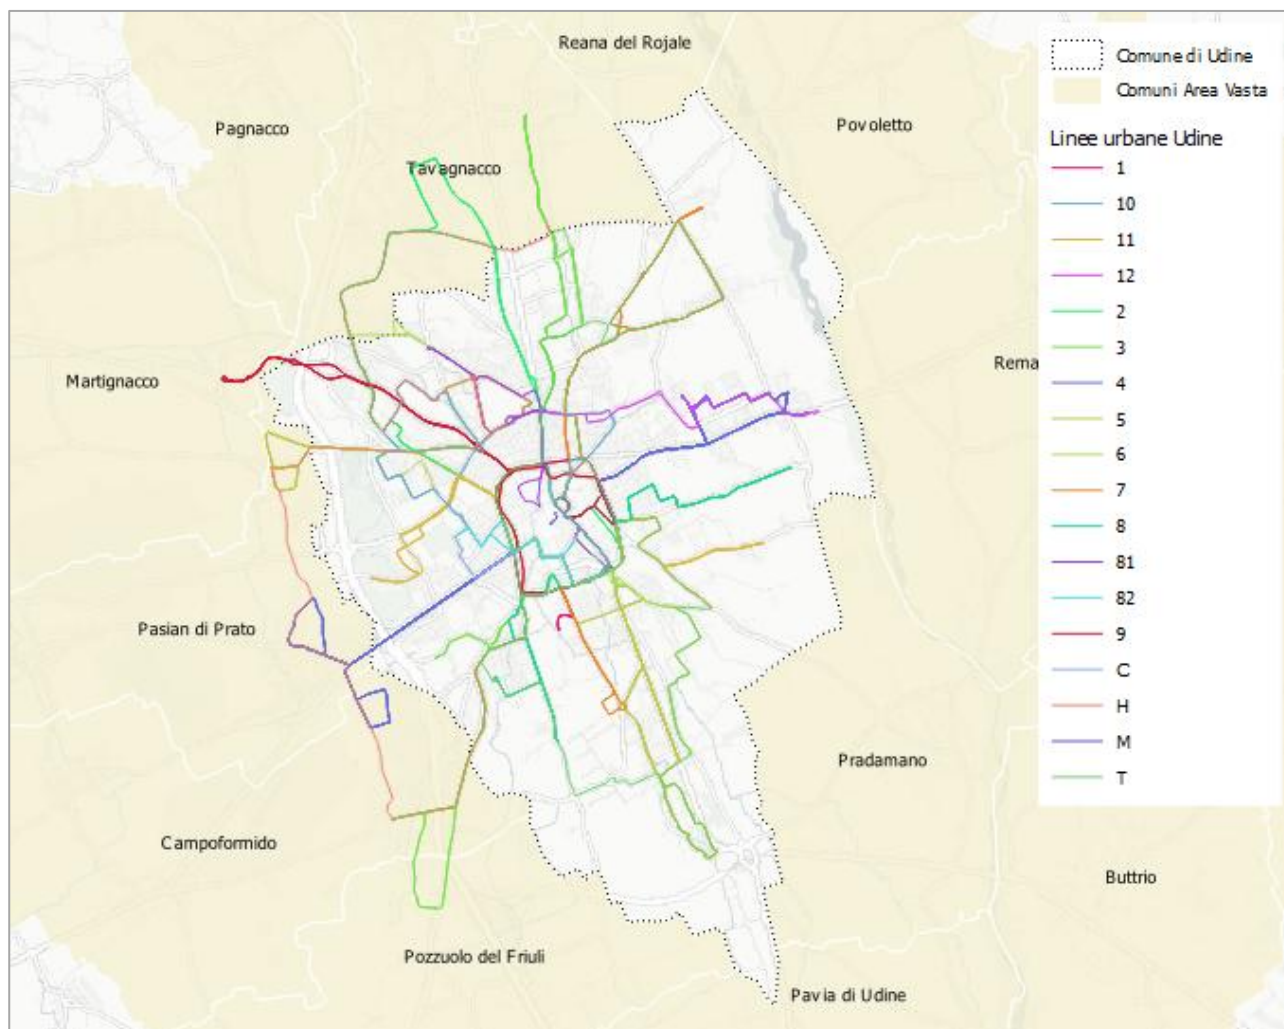 Reana del Rojale
Pagnacco
Povoletto
Tavagnacco
Rema
Martignacco
Pasian di Prato
Pradamano
Campoformido
Buttrio
Pozzuolo del Friuli
Pavia di Udine
Comune di Udine
Comuni Area Vasta
Linee urbane Udine
1
10
11
12
2
3
4
5
6
7
8
81
82
9
C
H
M
T